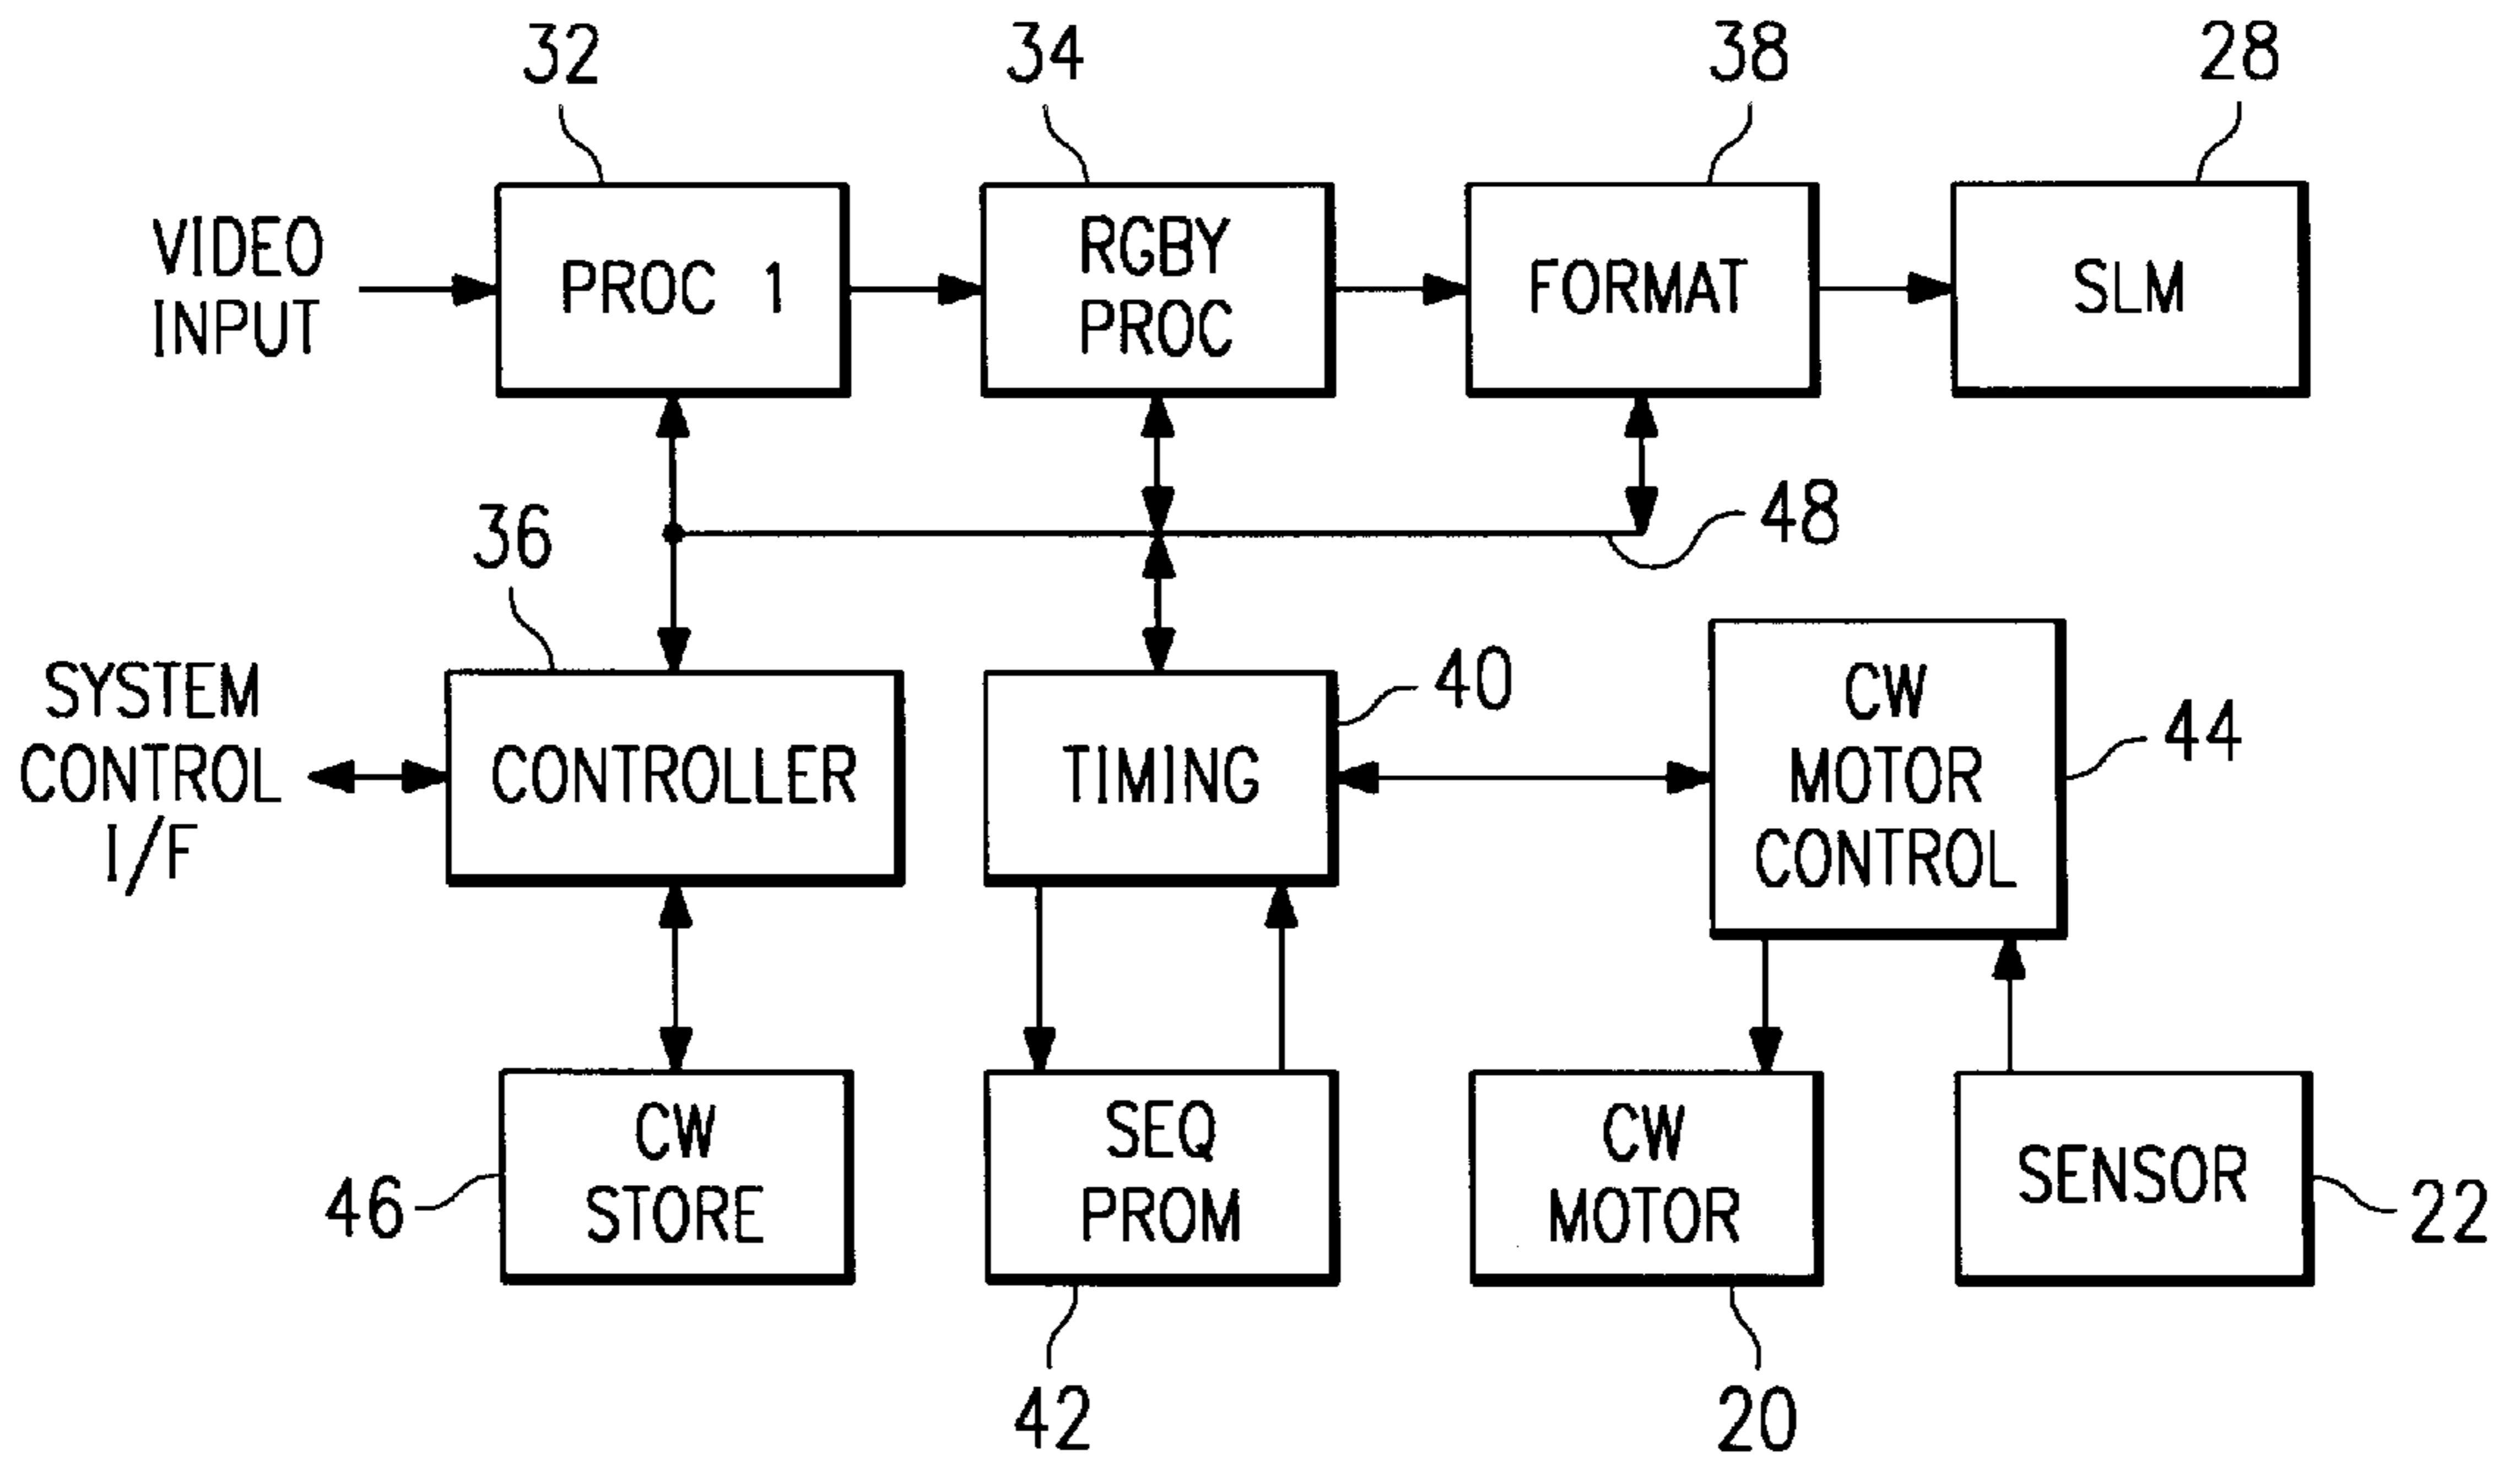 32
34
38
28
VIDEO
INPUT
PROC 1
RGBY
PROC
FORMAT
SLM
48
36
SYSTEM
CONTROL
I/F
CONTROLLER
TIMING
40
CW
MOTOR
CONTROL
44
CW
STORE
46
SEQ
PROM
CW
MOTOR
SENSOR
22
42
20